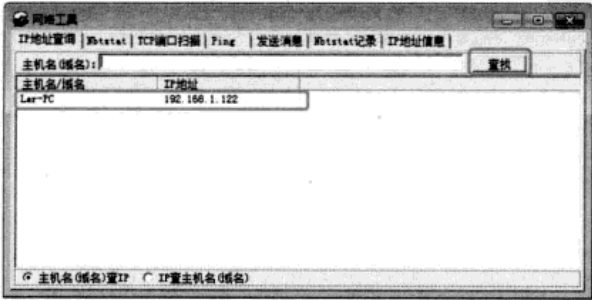 网络工具
IP地址查询 Nbtstat TCP端口扫描 Ping 发送消息 Nbtstat记录 IP地址信息
主机名(域名): 查找
主机名/域名 IP地址
Lar-PC 192.168.1.122
主机名(域名)查IP IP查主机名(域名)